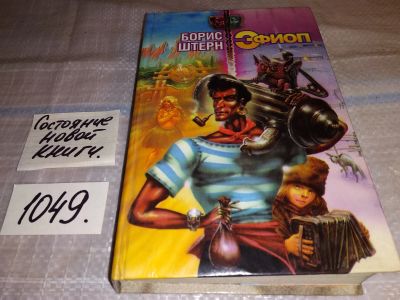 БОРИС
ШТЕРН
ЭФИОП
Состояние
новой
книги.
1049.